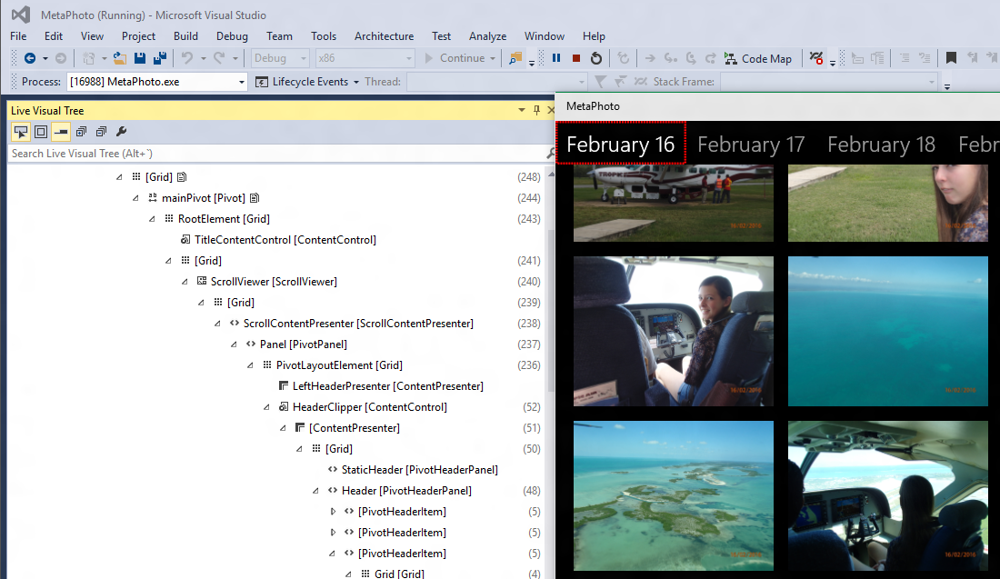 MetaPhoto (Running) - Microsoft Visual Studio
File Edit View Project Build Debug Team Tools Architecture Test Analyze Window Help
Debug x86 Continue Code Map
Process: [16988] MetaPhoto.exe Lifecycle Events Thread: Stack Frame:
Live Visual Tree
Search Live Visual Tree (Alt+`)
[Grid] (248)
mainPivot [Pivot] (244)
RootElement [Grid] (243)
TitleContentControl [ContentControl]
[Grid] (241)
ScrollViewer [ScrollViewer] (240)
[Grid] (239)
ScrollContentPresenter [ScrollContentPresenter] (238)
Panel [PivotPanel] (237)
PivotLayoutElement [Grid] (236)
LeftHeaderPresenter [ContentPresenter]
HeaderClipper [ContentControl] (52)
[ContentPresenter] (51)
[Grid] (50)
StaticHeader [PivotHeaderPanel]
Header [PivotHeaderPanel] (48)
[PivotHeaderItem] (5)
[PivotHeaderItem] (5)
[PivotHeaderItem] (5)
Grid [Grid] (4)
MetaPhoto
February 16 February 17 February 18 Febr
16/02/2016
16/02/2016
16/02/2016
16/02/2016
16/02/2016
16/02/2016